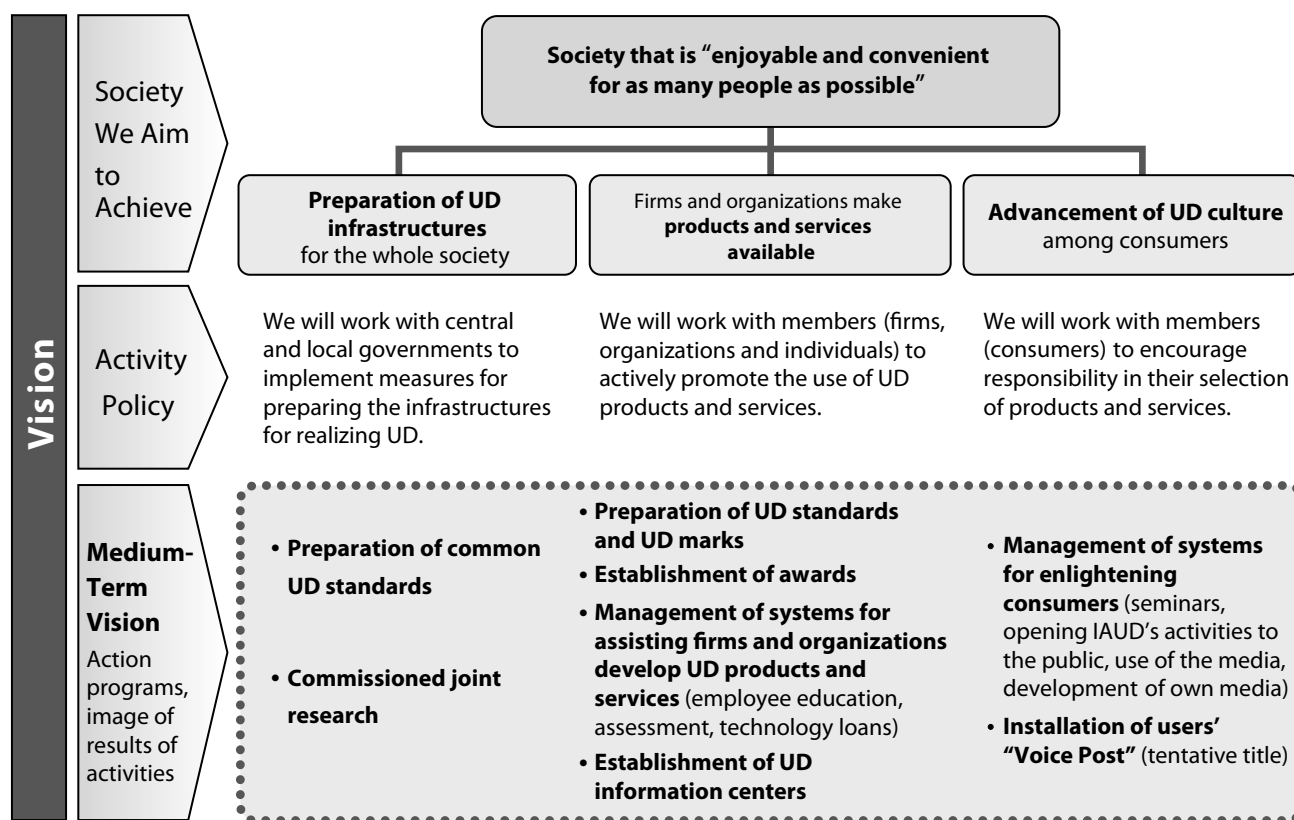 Vision
Society
We Aim
to
Achieve
Society that is “enjoyable and convenient
for as many people as possible”
Preparation of UD
infrastructures
for the whole society
Firms and organizations make
products and services
available
Advancement of UD culture
among consumers
Activity
Policy
We will work with central
and local governments to
implement measures for
preparing the infrastructures
for realizing UD.
We will work with members (firms,
organizations and individuals) to
actively promote the use of UD
products and services.
We will work with members
(consumers) to encourage
responsibility in their selection
of products and services.
Medium-
Term
Vision
Action
programs,
image of
results of
activities
• Preparation of common
UD standards
• Commissioned joint
research
• Preparation of UD standards
and UD marks
• Establishment of awards
• Management of systems for
assisting firms and organizations
develop UD products and
services (employee education,
assessment, technology loans)
• Establishment of UD
information centers
• Management of systems
for enlightening
consumers (seminars,
opening IAUD’s activities to
the public, use of the media,
development of own media)
• Installation of users’
“Voice Post” (tentative title)